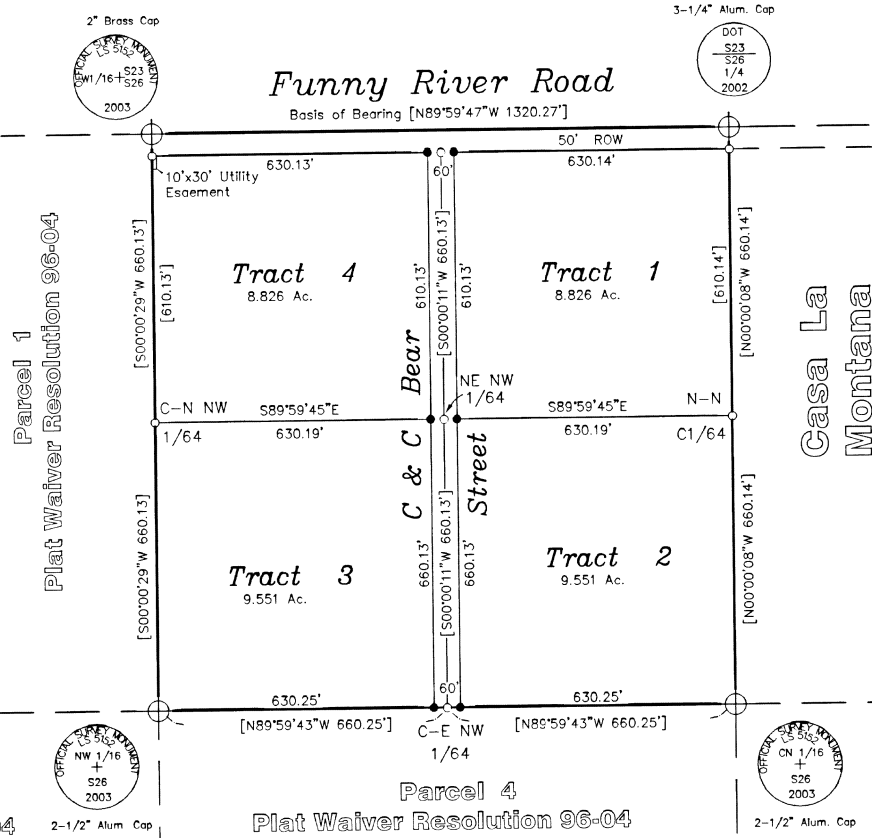 3-1/4" Alum. Cap
2" Brass Cap
OFFICIAL SURVEY MONUMENT
LS 5152
W1/16 S23
S26
2003
DOT
S23
S26
1/4
2002
Funny River Road
Basis of Bearing [N89°59'47"W 1320.27']
50' ROW
630.13'
60'
630.14'
10'x30' Utility
Esaement
Parcel 1
Plat Waiver Resolution 96-04
[S00°00'29"W 660.13']
[610.13']
Tract 4
8.826 Ac.
610.13'
[S00°00'11"W 660.13']
610.13'
Tract 1
8.826 Ac.
[610.14']
[N00°00'08"W 660.14']
Casa La
Montana
C & C Bear
Street
NE NW
1/64
C-N NW
1/64
S89°59'45"E
630.19'
S89°59'45"E
630.19'
N-N
C1/64
[S00°00'29"W 660.13]
Tract 3
9.551 Ac.
660.13'
[S00°00'11"W 660.13']
660.13'
Tract 2
9.551 Ac.
[N00°00'08"W 660.14']
630.25'
60'
630.25'
[N89°59'43"W 660.25']
[N89°59'43"W 660.25']
C-E NW
1/64
OFFICIAL SURVEY MONUMENT
LS 5152
NW 1/16
S26
2003
2-1/2" Alum Cap
OFFICIAL SURVEY MONUMENT
LS 5152
CN 1/16
S26
2003
2-1/2" Alum. Cap
Parcel 4
Plat Waiver Resolution 96-04
04